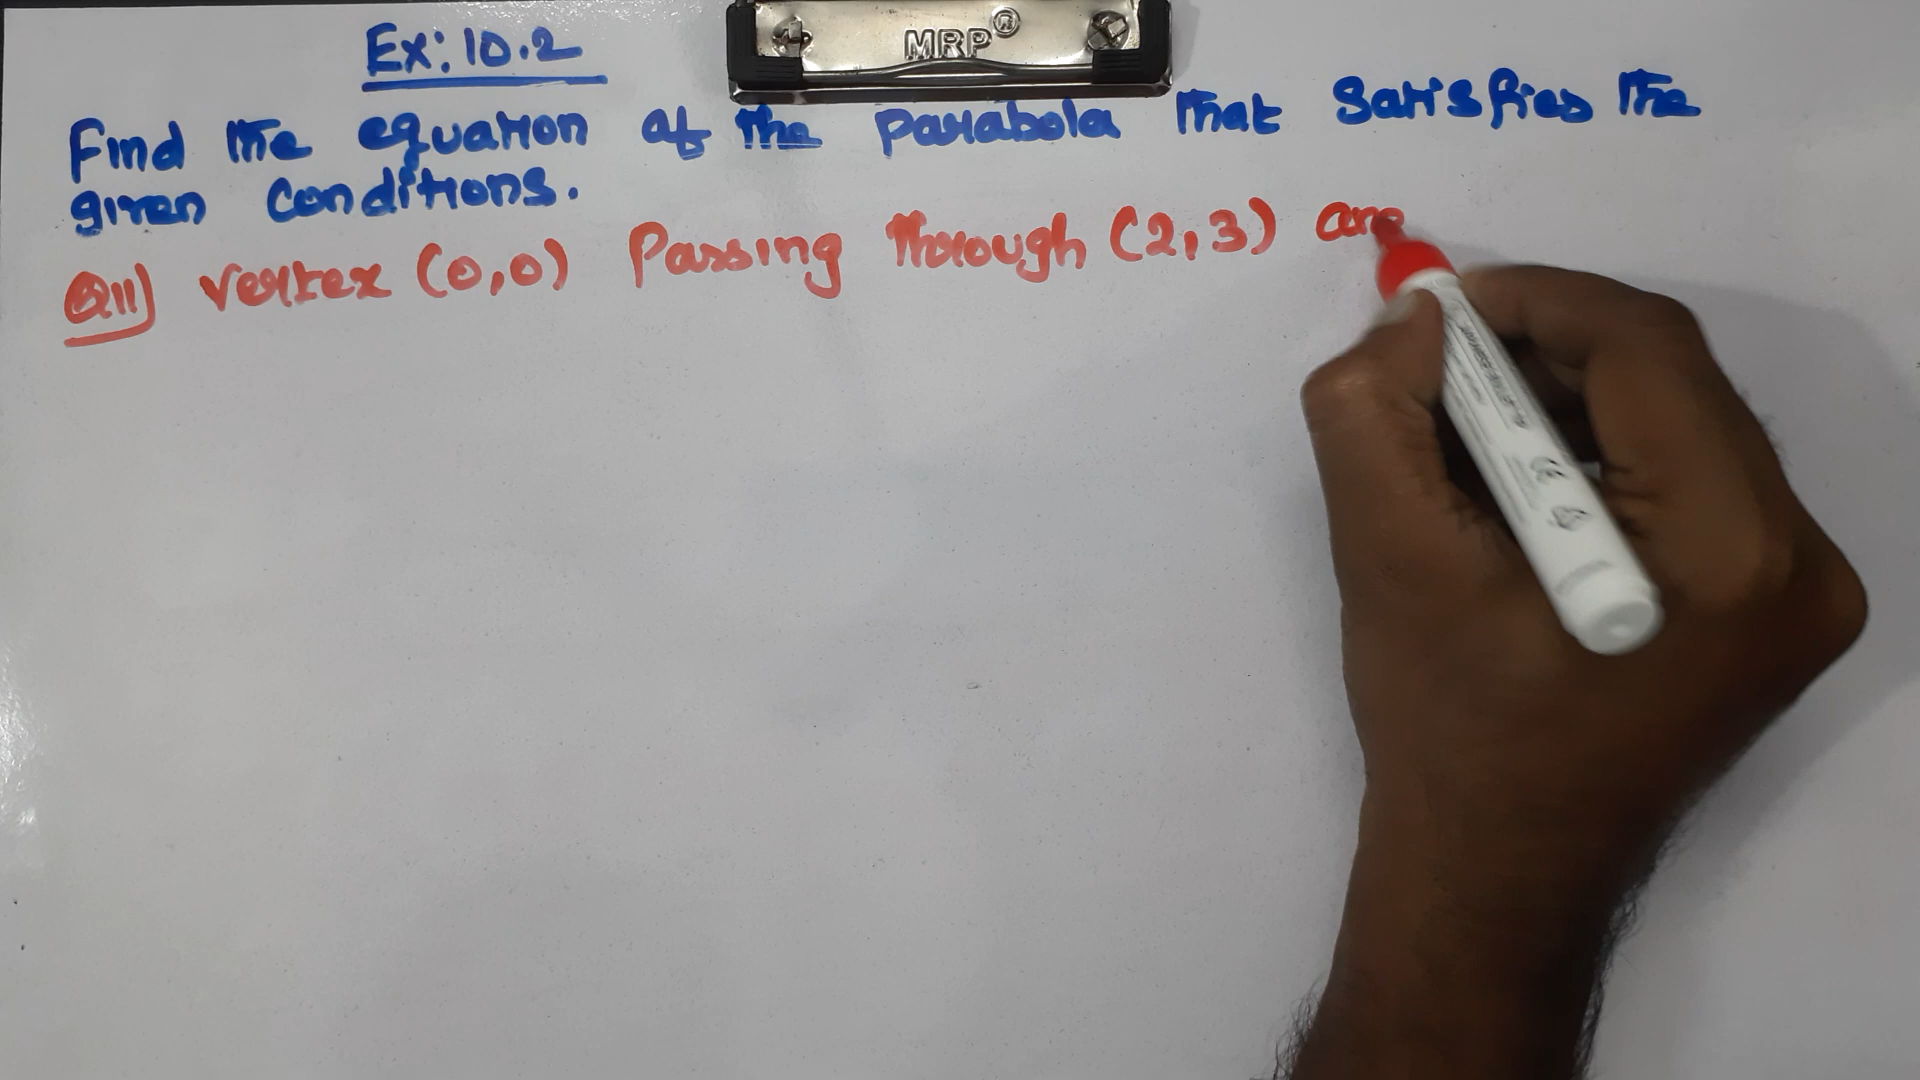 MRP®
Ex: 10.2
Find the equation of the parabola that satisfies the
given conditions.
Q11) vertex (0,0) Passing through (2,3) are